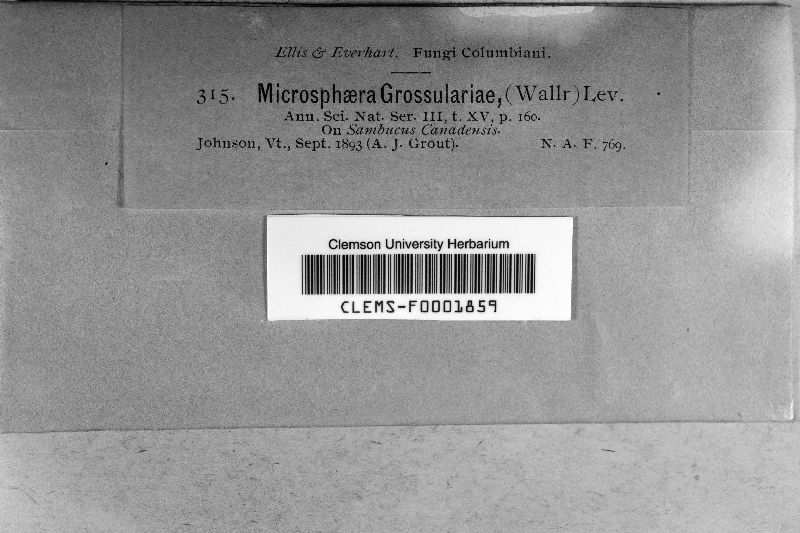 Ellis & Everhart. Fungi Columbiani.
315. Microsphæra Grossulariae, (Wallr) Lev.
Ann. Sci. Nat. Ser. III, t. XV, p. 160.
On Sambucus Canadensis.
Johnson, Vt., Sept. 1893 (A. J. Grout). N. A. F. 769.
Clemson University Herbarium
CLEMS-F0001859